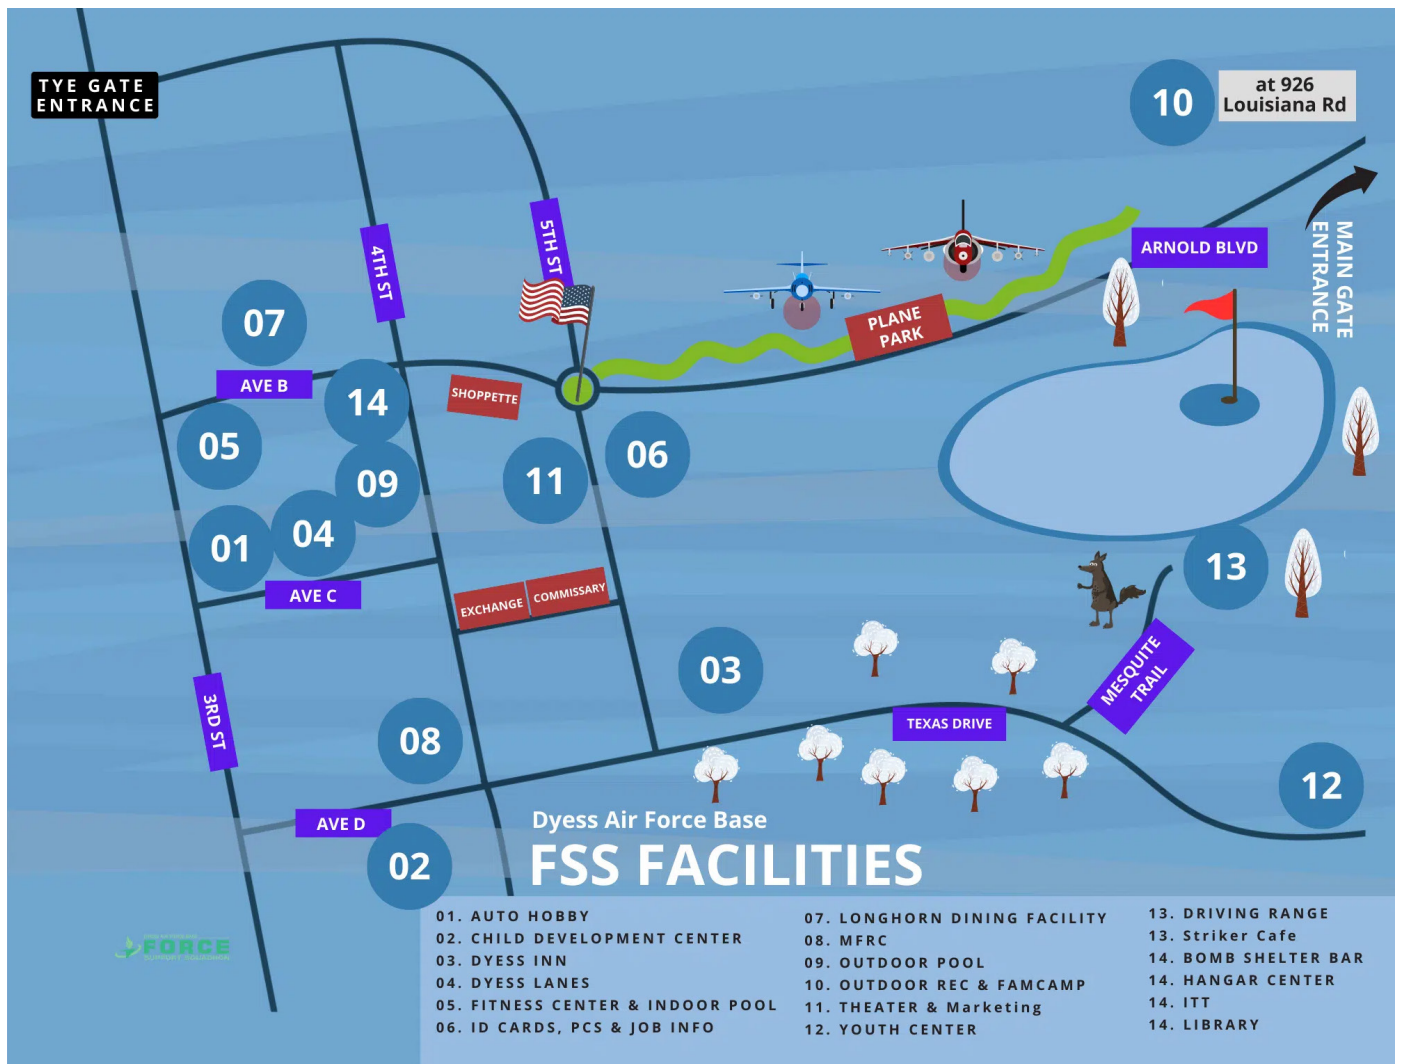 TYE GATE
ENTRANCE
10
at 926
Louisiana Rd
MAIN GATE
ENTRANCE
ARNOLD BLVD
5TH ST
4TH ST
07
PLANE
PARK
AVE B
14
SHOPPETTE
05
09
11
06
01
04
13
AVE C
EXCHANGE
COMMISSARY
03
MESQUITE
TRAIL
3RD ST
08
TEXAS DRIVE
12
AVE D
02
Dyess Air Force Base
FSS FACILITIES
01. AUTO HOBBY
02. CHILD DEVELOPMENT CENTER
03. DYESS INN
04. DYESS LANES
05. FITNESS CENTER & INDOOR POOL
06. ID CARDS, PCS & JOB INFO
07. LONGHORN DINING FACILITY
08. MFRC
09. OUTDOOR POOL
10. OUTDOOR REC & FAMCAMP
11. THEATER & Marketing
12. YOUTH CENTER
13. DRIVING RANGE
13. Striker Cafe
14. BOMB SHELTER BAR
14. HANGAR CENTER
14. ITT
14. LIBRARY
FORCE
SUPPORT SQUADRON